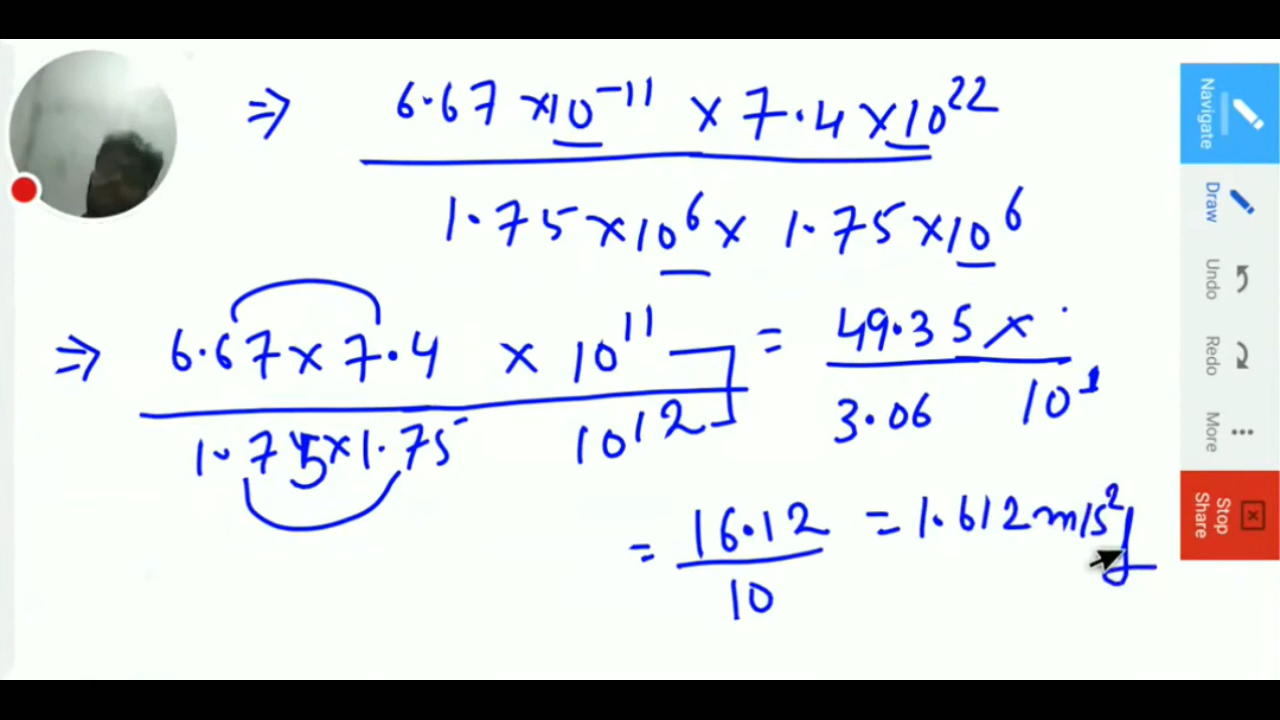 ⇒ 6.67 ×10⁻¹¹ × 7.4 ×10²²
1.75 ×10⁶ × 1.75 ×10⁶
⇒ 6.67 × 7.4 × 10¹¹ = 49.35 ×
1.75×1.75 10¹² 3.06 10¹
= 16.12 = 1.612 m/s²
10
Navigate
Draw
Undo
Redo
More
Stop
Share